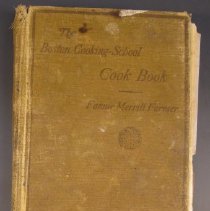 The
Boston Cooking-School
Cook Book
Fannie Merritt Farmer